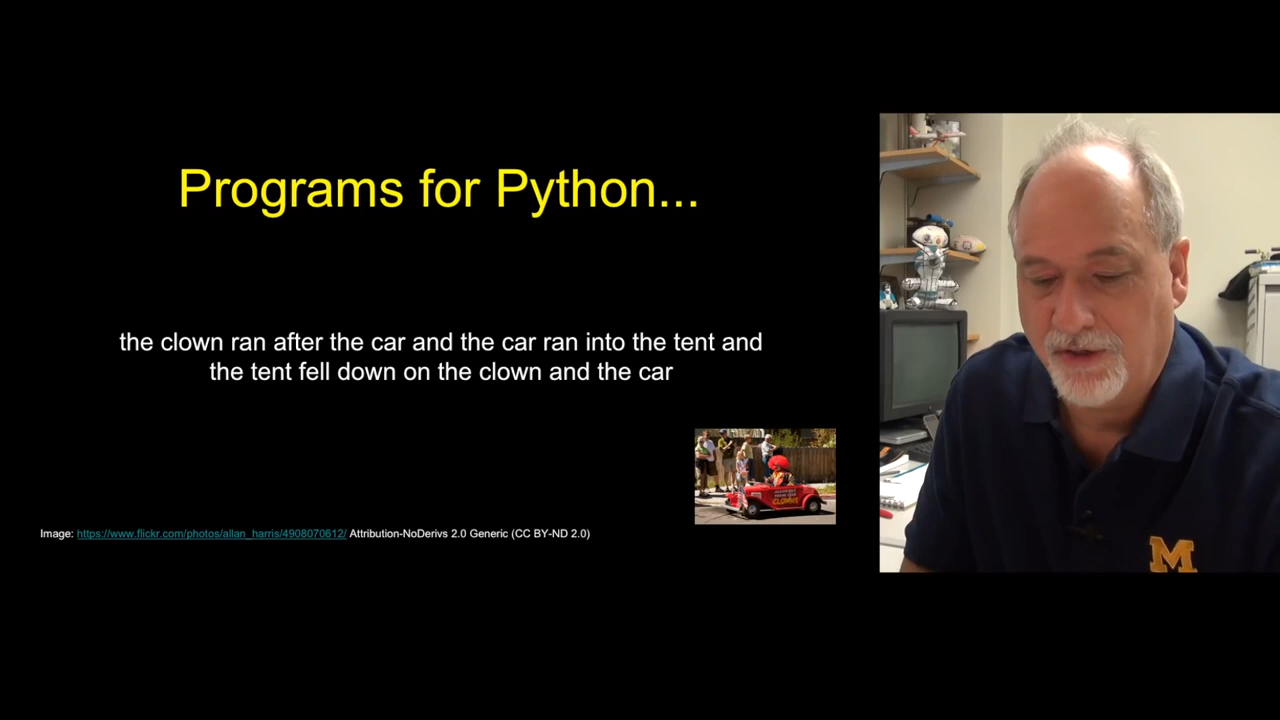 Programs for Python...
the clown ran after the car and the car ran into the tent and
the tent fell down on the clown and the car
CLOWNS
Image: https://www.flickr.com/photos/allan_harris/4908070612/ Attribution-NoDerivs 2.0 Generic (CC BY-ND 2.0)
M